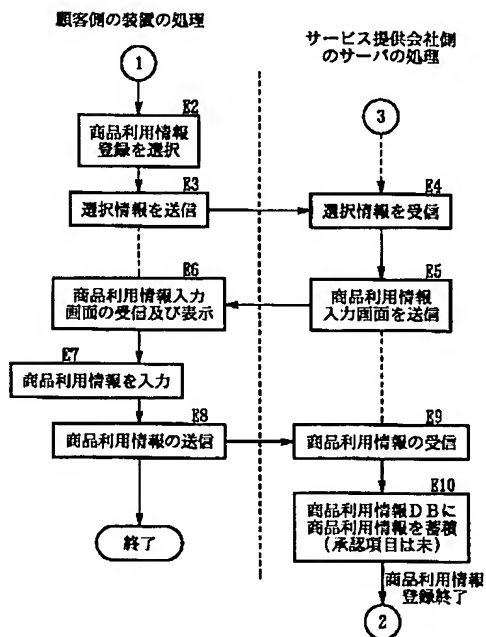 顧客側の装置の処理
サービス提供会社側
のサーバの処理
1
3
E2
商品利用情報
登録を選択
E3
選択情報を送信
E4
選択情報を受信
E5
商品利用情報
入力画面を送信
E6
商品利用情報入力
画面の受信及び表示
E7
商品利用情報を入力
E8
商品利用情報の送信
E9
商品利用情報の受信
E10
商品利用情報DBに
商品利用情報を蓄積
(承認項目は未)
終了
商品利用情報
登録終了
2